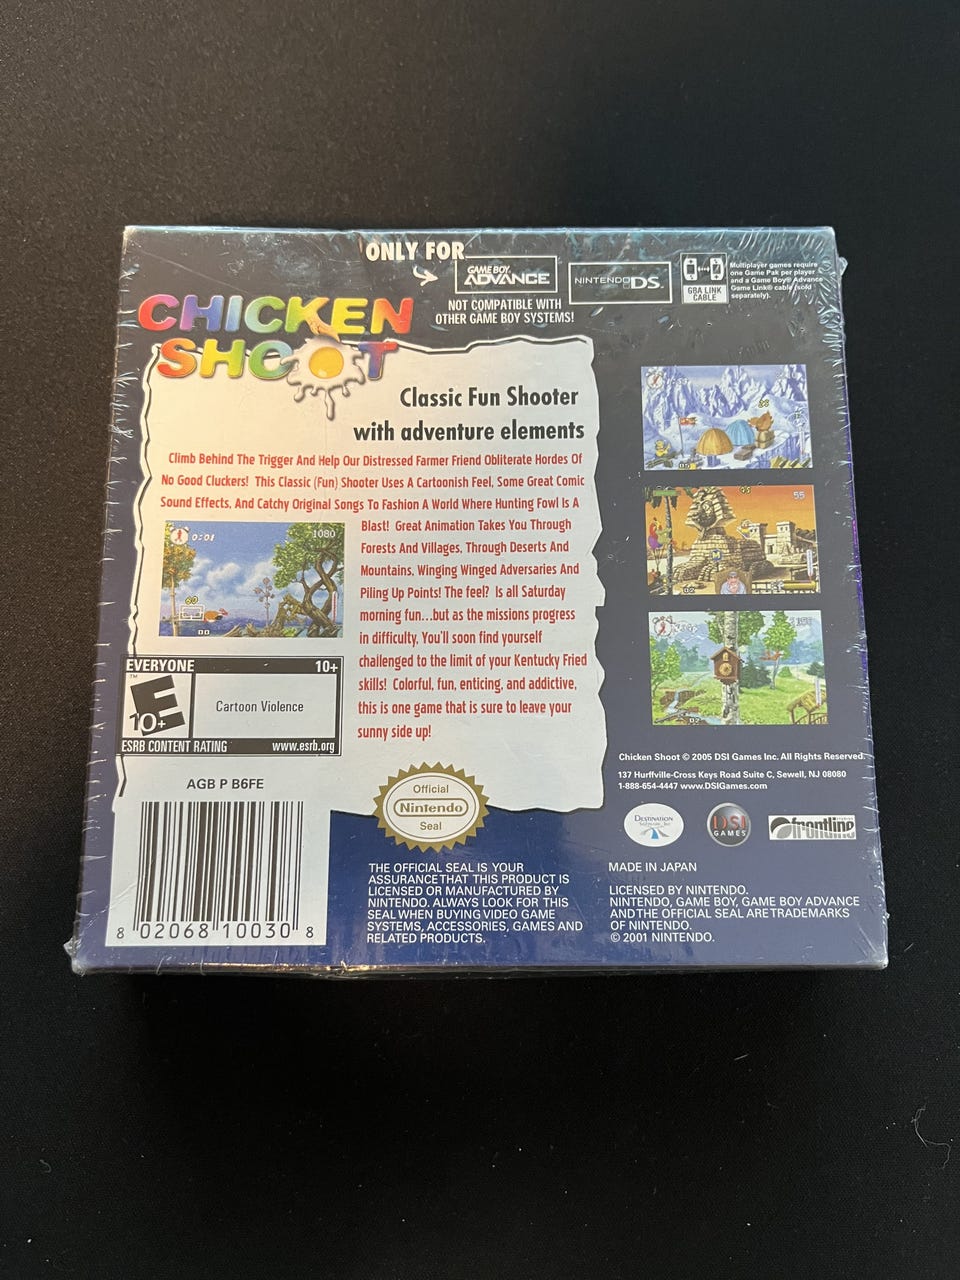 ONLY FOR
GAME BOY
ADVANCE
NINTENDO DS™
GBA LINK
CABLE
Multiplayer games require
one Game Pak per player
and a Game Boy® Advance
Game Link® cable (sold
separately).
NOT COMPATIBLE WITH
OTHER GAME BOY SYSTEMS!
CHICKEN
SHOOT
Classic Fun Shooter
with adventure elements
Climb Behind The Trigger And Help Our Distressed Farmer Friend Obliterate Hordes Of
No Good Cluckers! This Classic (Fun) Shooter Uses A Cartoonish Feel, Some Great Comic
Sound Effects, And Catchy Original Songs To Fashion A World Where Hunting Fowl Is A
Blast! Great Animation Takes You Through
Forests And Villages, Through Deserts And
Mountains, Winging Winged Adversaries And
Piling Up Points! The feel? Is all Saturday
morning fun...but as the missions progress
in difficulty, You'll soon find yourself
challenged to the limit of your Kentucky Fried
skills! Colorful, fun, enticing, and addictive,
this is one game that is sure to leave your
sunny side up!
0:01
1080
55
EVERYONE 10+
E
10+
Cartoon Violence
ESRB CONTENT RATING www.esrb.org
AGB P B6FE
8 02068 10030 8
Official
Nintendo
Seal
THE OFFICIAL SEAL IS YOUR
ASSURANCE THAT THIS PRODUCT IS
LICENSED OR MANUFACTURED BY
NINTENDO. ALWAYS LOOK FOR THIS
SEAL WHEN BUYING VIDEO GAME
SYSTEMS, ACCESSORIES, GAMES AND
RELATED PRODUCTS.
Chicken Shoot © 2005 DSI Games Inc. All Rights Reserved.
137 Hurffville-Cross Keys Road Suite C, Sewell, NJ 08080
1-888-654-4447 www.DSIGames.com
DESTINATION
Software, Inc
DSI
GAMES
frontline
MADE IN JAPAN
LICENSED BY NINTENDO.
NINTENDO, GAME BOY, GAME BOY ADVANCE
AND THE OFFICIAL SEAL ARE TRADEMARKS
OF NINTENDO.
© 2001 NINTENDO.